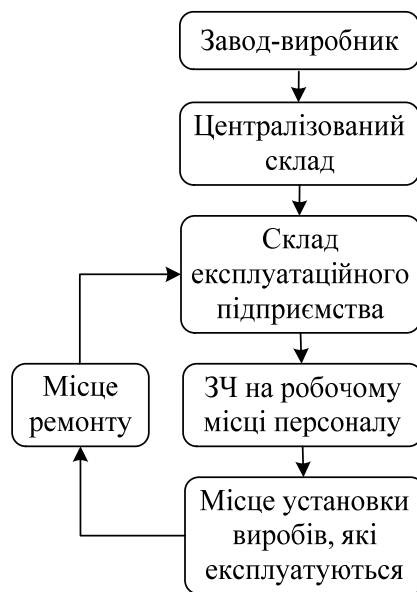 Завод-виробник
Централізований
склад
Склад
експлуатаційного
підприємства
Місце
ремонту
ЗЧ на робочому
місці персоналу
Місце установки
виробів, які
експлуатуються